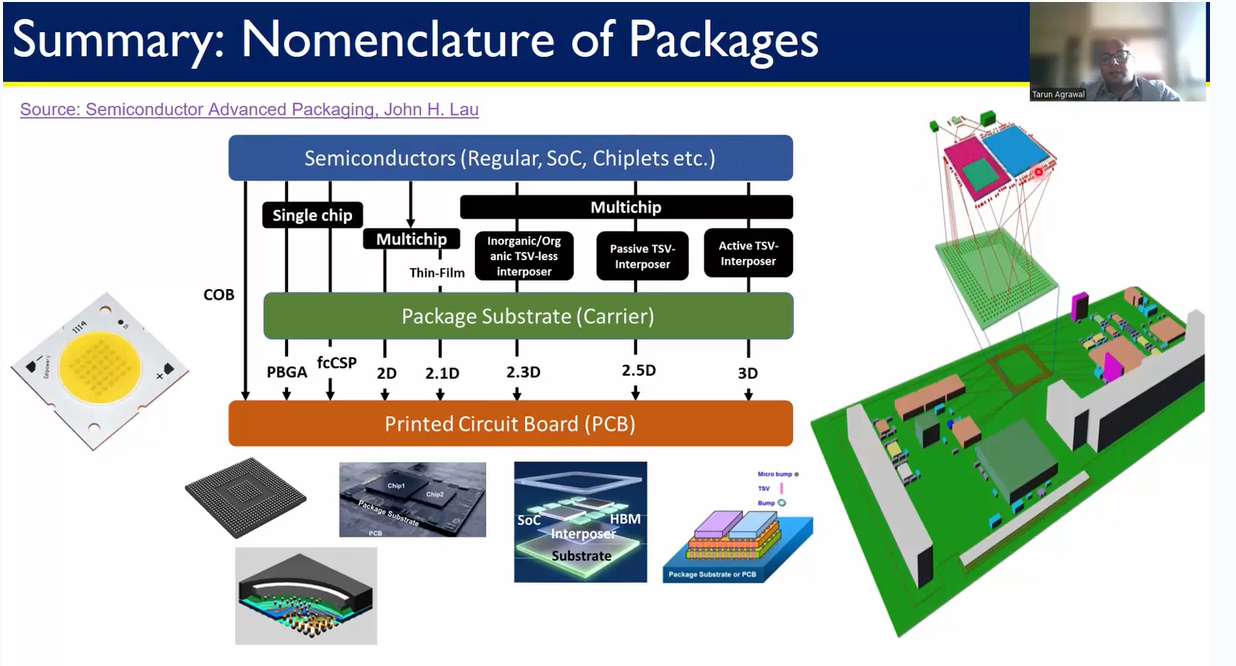 Summary: Nomenclature of Packages
Tarun Agrawal
Source: Semiconductor Advanced Packaging, John H. Lau
Semiconductors (Regular, SoC, Chiplets etc.)
Single chip
Multichip
Multichip
Inorganic/Org
anic TSV-less
interposer
Passive TSV-
Interposer
Active TSV-
Interposer
Thin-Film
COB
Package Substrate (Carrier)
PBGA
fcCSP
2D
2.1D
2.3D
2.5D
3D
Printed Circuit Board (PCB)
1114
Chip1
Chip2
Package Substrate
PCB
SoC
HBM
Interposer
Substrate
Micro bump
TSV
Bump
Package Substrate or PCB